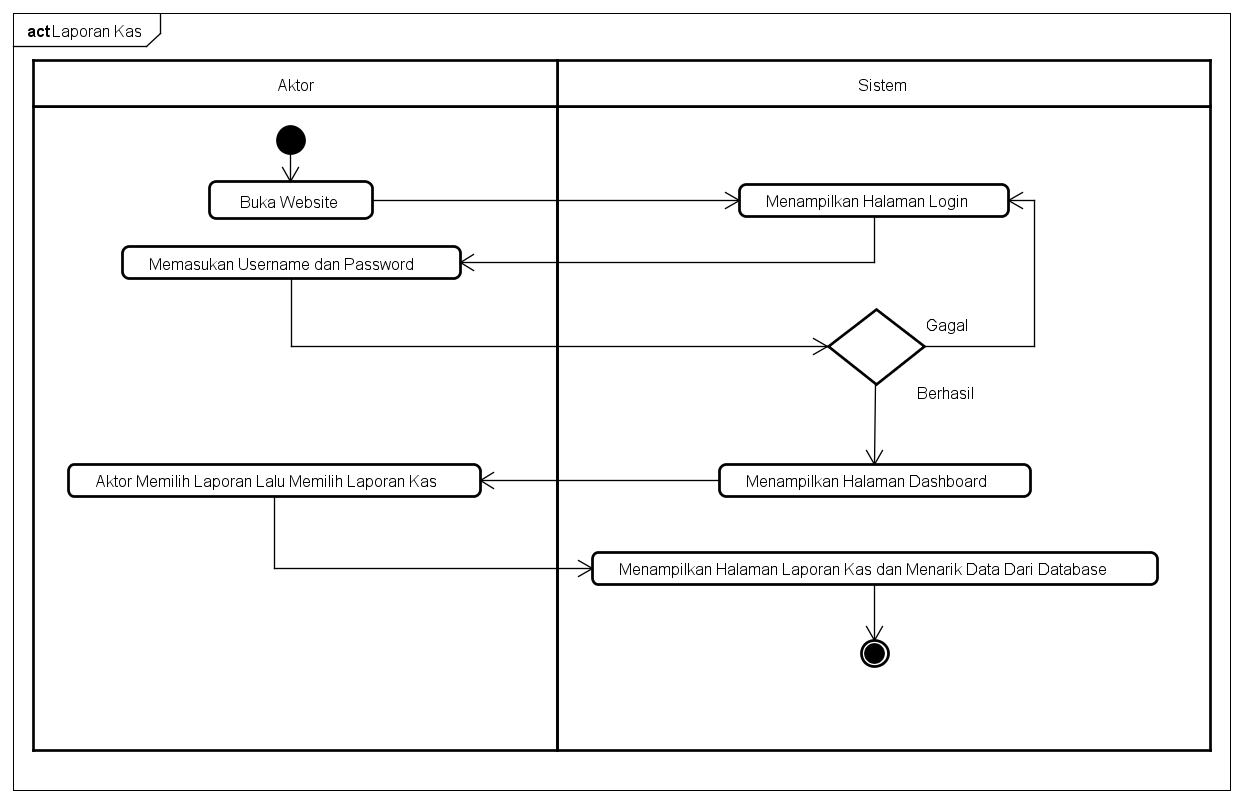 act Laporan Kas
Aktor
Sistem
Buka Website
Menampilkan Halaman Login
Memasukan Username dan Password
Gagal
Berhasil
Aktor Memilih Laporan Lalu Memilih Laporan Kas
Menampilkan Halaman Dashboard
Menampilkan Halaman Laporan Kas dan Menarik Data Dari Database